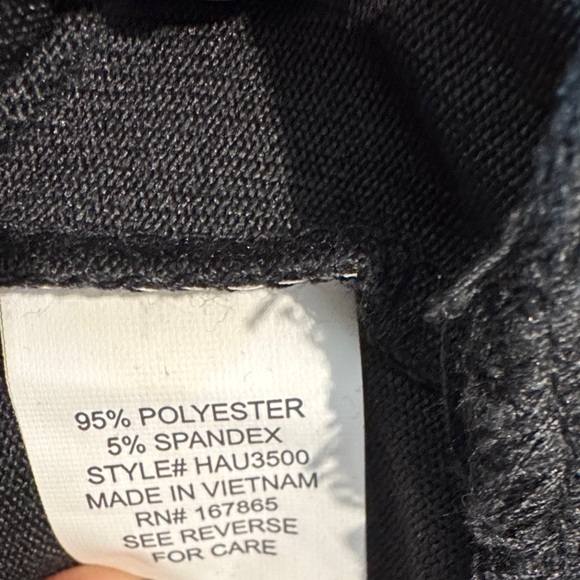 95% POLYESTER
5% SPANDEX
STYLE# HAU3500
MADE IN VIETNAM
RN# 167865
SEE REVERSE
FOR CARE